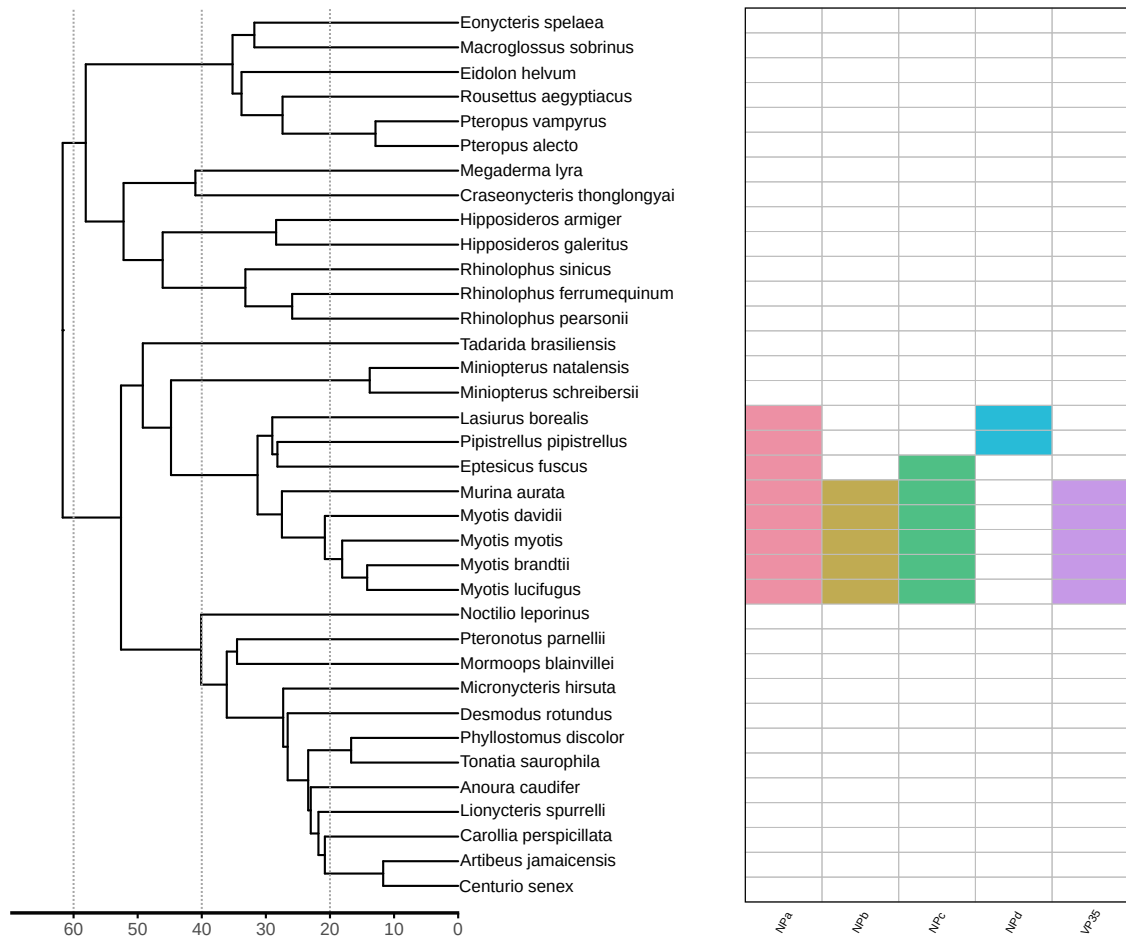 Eonycteris spelaea
Macroglossus sobrinus
Eidolon helvum
Rousettus aegyptiacus
Pteropus vampyrus
Pteropus alecto
Megaderma lyra
Craseonycteris thonglongyai
Hipposideros armiger
Hipposideros galeritus
Rhinolophus sinicus
Rhinolophus ferrumequinum
Rhinolophus pearsonii
Tadarida brasiliensis
Miniopterus natalensis
Miniopterus schreibersii
Lasiurus borealis
Pipistrellus pipistrellus
Eptesicus fuscus
Murina aurata
Myotis davidii
Myotis myotis
Myotis brandtii
Myotis lucifugus
Noctilio leporinus
Pteronotus parnellii
Mormoops blainvillei
Micronycteris hirsuta
Desmodus rotundus
Phyllostomus discolor
Tonatia saurophila
Anoura caudifer
Lionycteris spurrelli
Carollia perspicillata
Artibeus jamaicensis
Centurio senex
60 40 30 20 10 0
NPa NPb NPc NPd VP35